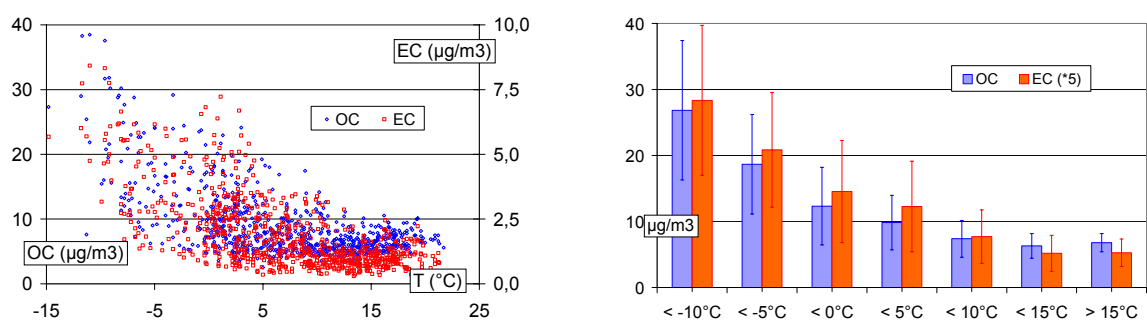 40
30
20
10
0
10,0
7,5
5,0
2,5
0,0
EC (µg/m3)
OC EC
OC (µg/m3)
T (°C)
-15 -5 5 15 25
40
30
20
10
0
OC EC (*5)
µg/m3
< -10°C < -5°C < 0°C < 5°C < 10°C < 15°C > 15°C